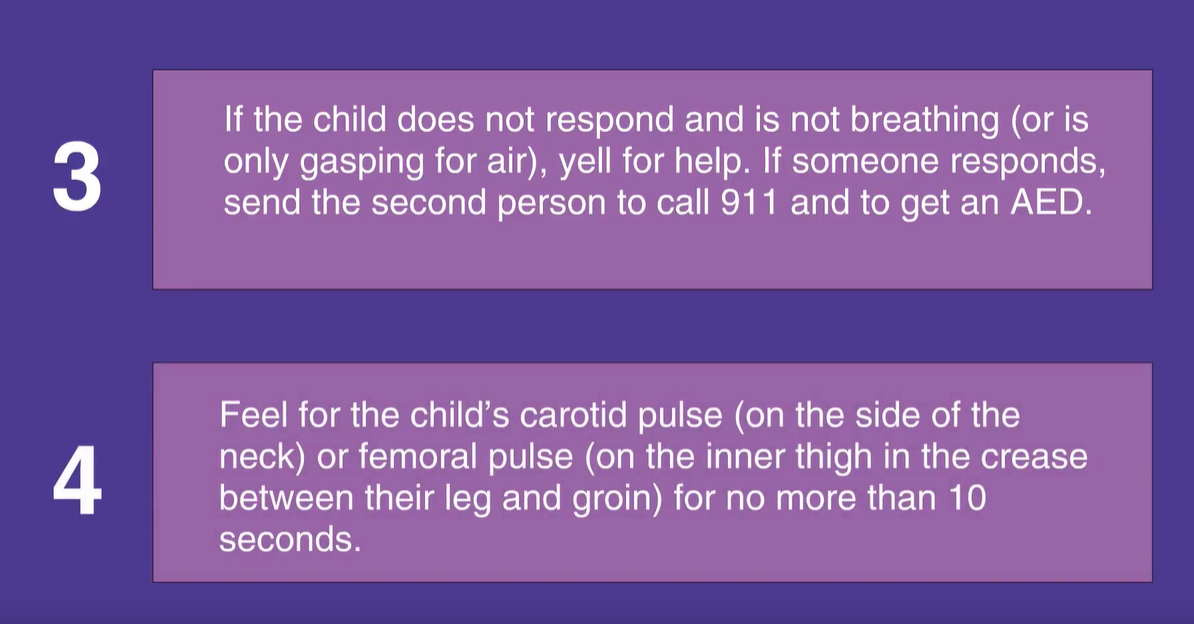 3
If the child does not respond and is not breathing (or is
only gasping for air), yell for help. If someone responds,
send the second person to call 911 and to get an AED.
4
Feel for the child’s carotid pulse (on the side of the
neck) or femoral pulse (on the inner thigh in the crease
between their leg and groin) for no more than 10
seconds.